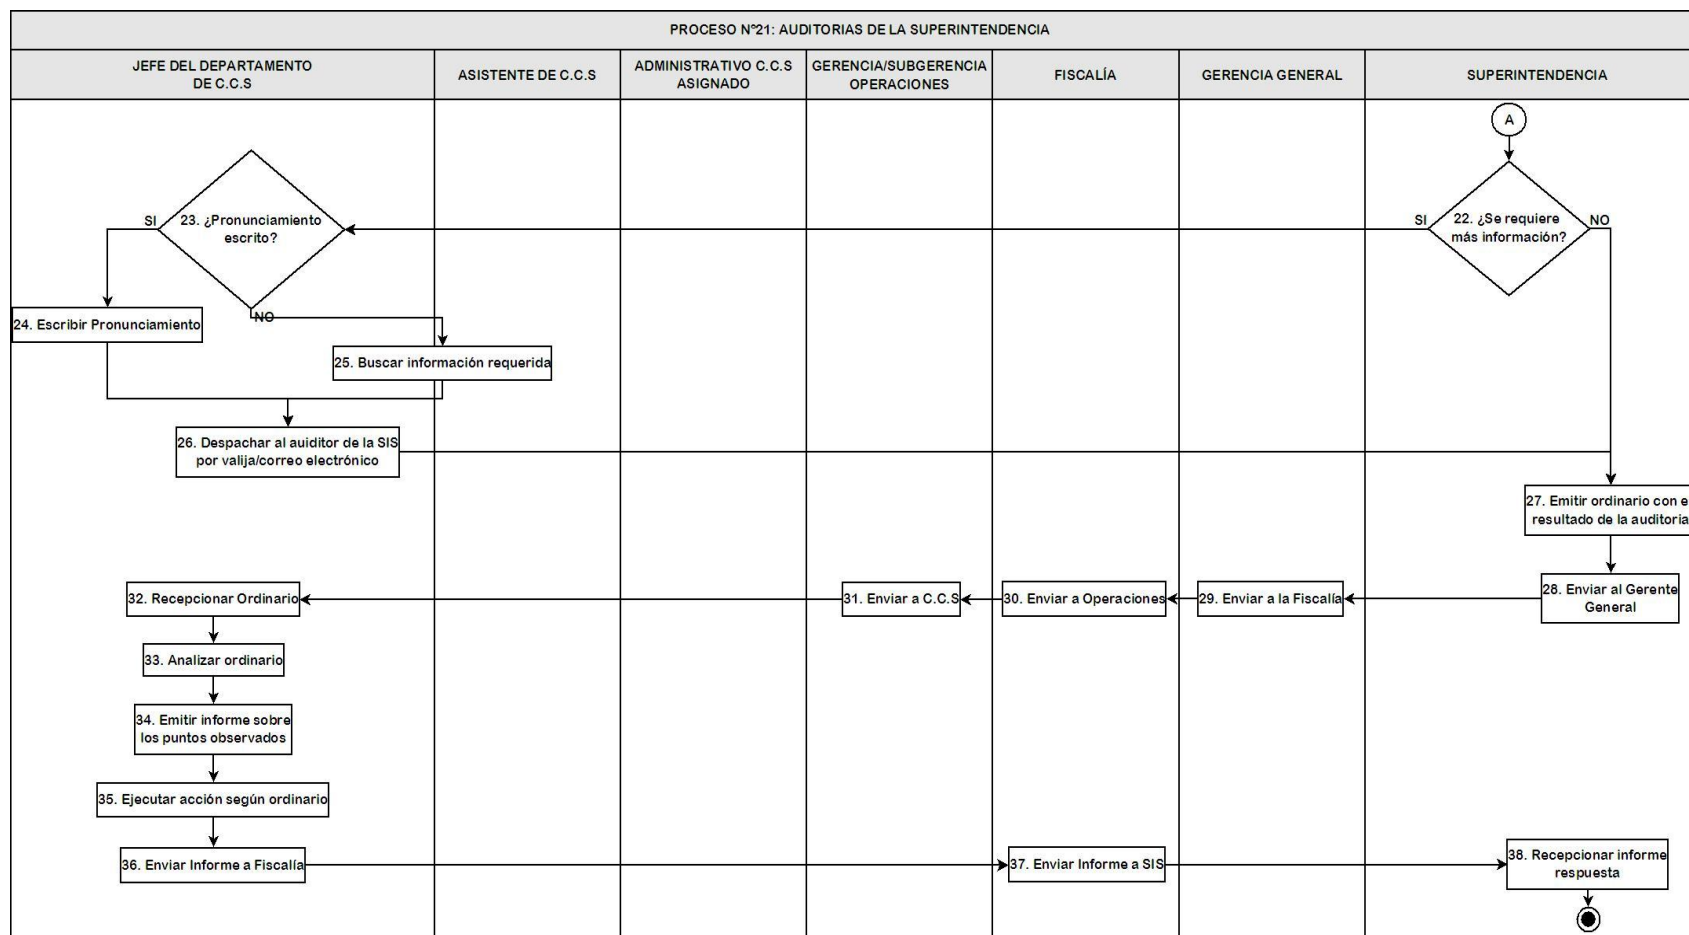 PROCESO N°21: AUDITORIAS DE LA SUPERINTENDENCIA
JEFE DEL DEPARTAMENTO
DE C.C.S
ASISTENTE DE C.C.S
ADMINISTRATIVO C.C.S
ASIGNADO
GERENCIA/SUBGERENCIA
OPERACIONES
FISCALÍA
GERENCIA GENERAL
SUPERINTENDENCIA
A
22. ¿Se requiere
más información?
SI
NO
23. ¿Pronunciamiento
escrito?
SI
NO
24. Escribir Pronunciamiento
25. Buscar información requerida
26. Despachar al auiditor de la SIS
por valija/correo electrónico
27. Emitir ordinario con e
resultado de la auditoria
28. Enviar al Gerente
General
29. Enviar a la Fiscalía
30. Enviar a Operaciones
31. Enviar a C.C.S
32. Recepcionar Ordinario
33. Analizar ordinario
34. Emitir informe sobre
los puntos observados
35. Ejecutar acción según ordinario
36. Enviar Informe a Fiscalía
37. Enviar Informe a SIS
38. Recepcionar informe
respuesta